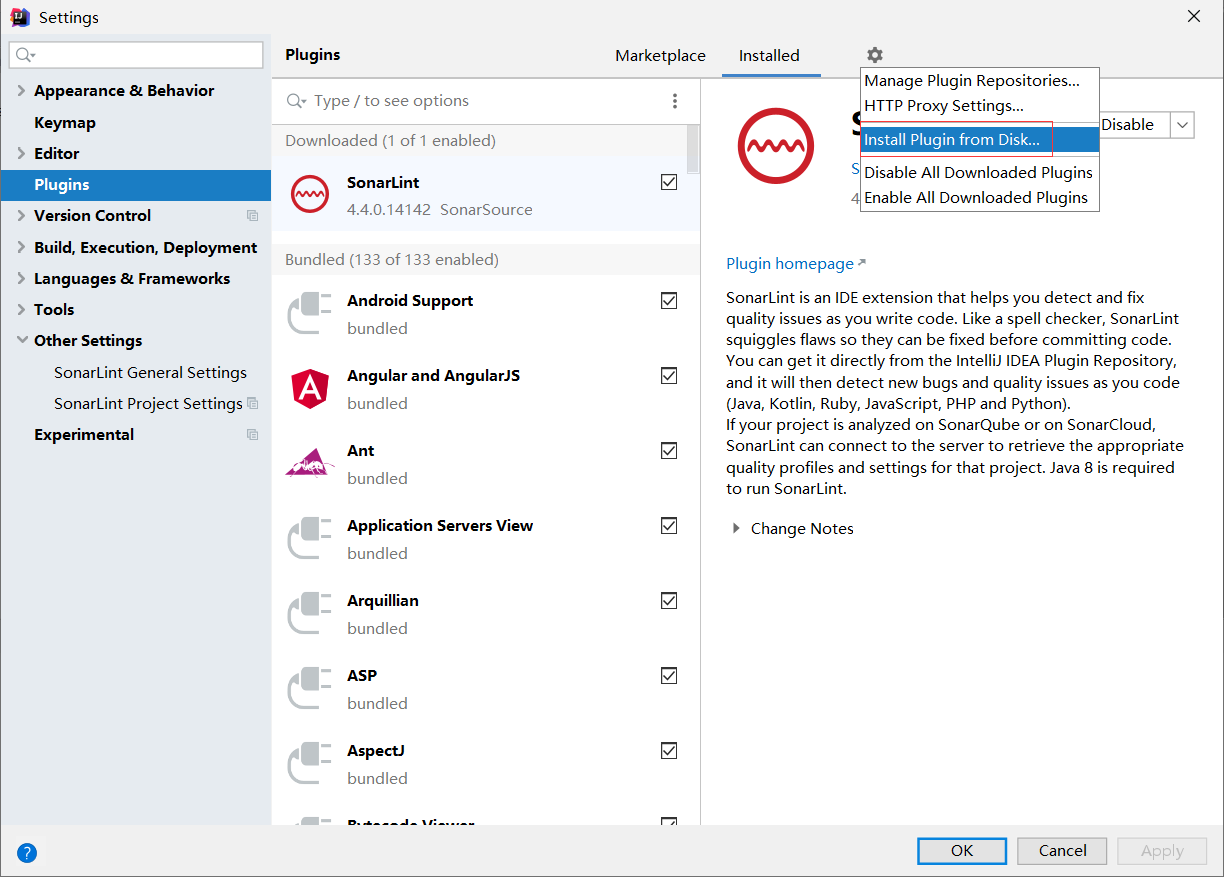 Settings
Plugins
Marketplace
Installed
Appearance & Behavior
Keymap
Editor
Plugins
Version Control
Build, Execution, Deployment
Languages & Frameworks
Tools
Other Settings
SonarLint General Settings
SonarLint Project Settings
Experimental
Type / to see options
Downloaded (1 of 1 enabled)
SonarLint
4.4.0.14142 SonarSource
Bundled (133 of 133 enabled)
Android Support
bundled
Angular and AngularJS
bundled
Ant
bundled
Application Servers View
bundled
Arquillian
bundled
ASP
bundled
AspectJ
bundled
Bytecode Viewer
Manage Plugin Repositories...
HTTP Proxy Settings...
Install Plugin from Disk...
Disable All Downloaded Plugins
Enable All Downloaded Plugins
Disable
Plugin homepage
SonarLint is an IDE extension that helps you detect and fix
quality issues as you write code. Like a spell checker, SonarLint
squiggles flaws so they can be fixed before committing code.
You can get it directly from the IntelliJ IDEA Plugin Repository,
and it will then detect new bugs and quality issues as you code
(Java, Kotlin, Ruby, JavaScript, PHP and Python).
If your project is analyzed on SonarQube or on SonarCloud,
SonarLint can connect to the server to retrieve the appropriate
quality profiles and settings for that project. Java 8 is required
to run SonarLint.
Change Notes
?
OK
Cancel
Apply